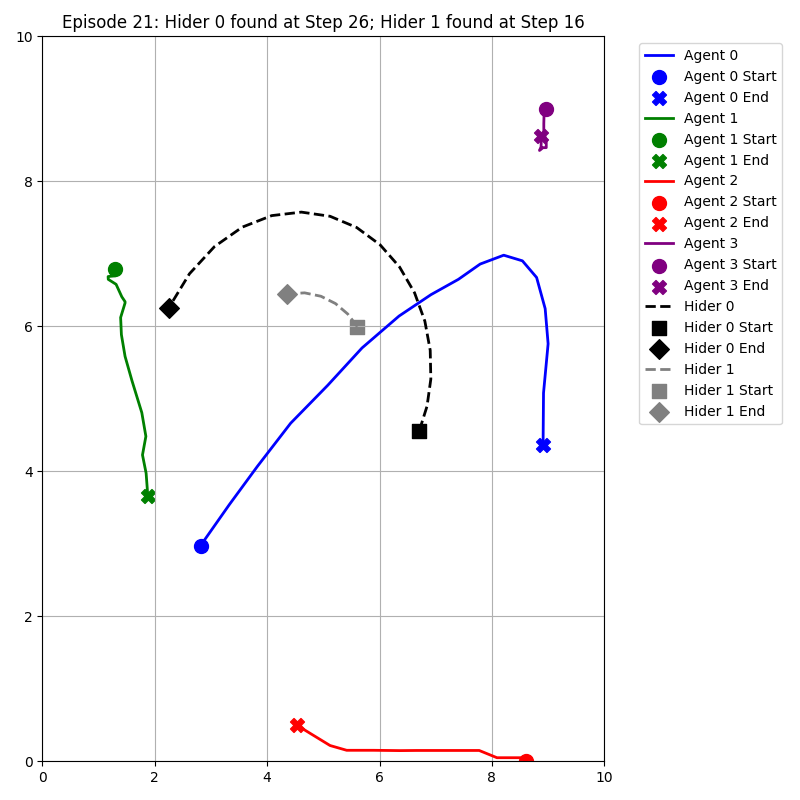 Episode 21: Hider 0 found at Step 26; Hider 1 found at Step 16
10
8
6
4
2
0
0 2 4 6 8 10
Agent 0
Agent 0 Start
Agent 0 End
Agent 1
Agent 1 Start
Agent 1 End
Agent 2
Agent 2 Start
Agent 2 End
Agent 3
Agent 3 Start
Agent 3 End
Hider 0
Hider 0 Start
Hider 0 End
Hider 1
Hider 1 Start
Hider 1 End